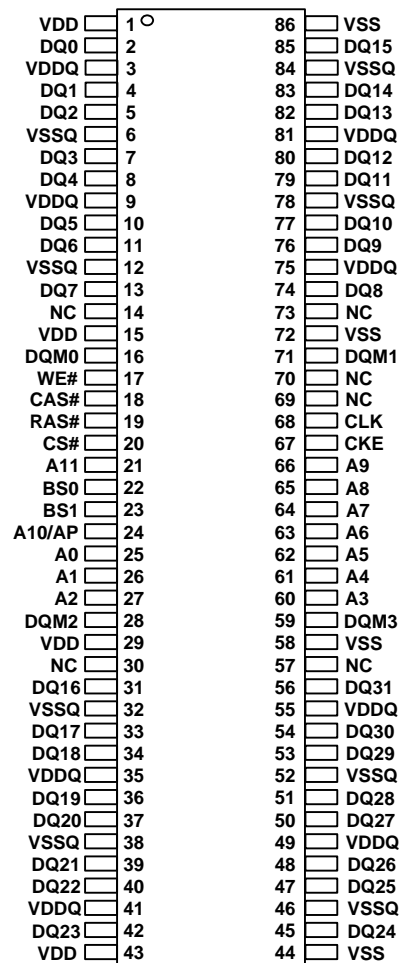 VDD 1 86 VSS
DQ0 2 85 DQ15
VDDQ 3 84 VSSQ
DQ1 4 83 DQ14
DQ2 5 82 DQ13
VSSQ 6 81 VDDQ
DQ3 7 80 DQ12
DQ4 8 79 DQ11
VDDQ 9 78 VSSQ
DQ5 10 77 DQ10
DQ6 11 76 DQ9
VSSQ 12 75 VDDQ
DQ7 13 74 DQ8
NC 14 73 NC
VDD 15 72 VSS
DQM0 16 71 DQM1
WE# 17 70 NC
CAS# 18 69 NC
RAS# 19 68 CLK
CS# 20 67 CKE
A11 21 66 A9
BS0 22 65 A8
BS1 23 64 A7
A10/AP 24 63 A6
A0 25 62 A5
A1 26 61 A4
A2 27 60 A3
DQM2 28 59 DQM3
VDD 29 58 VSS
NC 30 57 NC
DQ16 31 56 DQ31
VSSQ 32 55 VDDQ
DQ17 33 54 DQ30
DQ18 34 53 DQ29
VDDQ 35 52 VSSQ
DQ19 36 51 DQ28
DQ20 37 50 DQ27
VSSQ 38 49 VDDQ
DQ21 39 48 DQ26
DQ22 40 47 DQ25
VDDQ 41 46 VSSQ
DQ23 42 45 DQ24
VDD 43 44 VSS